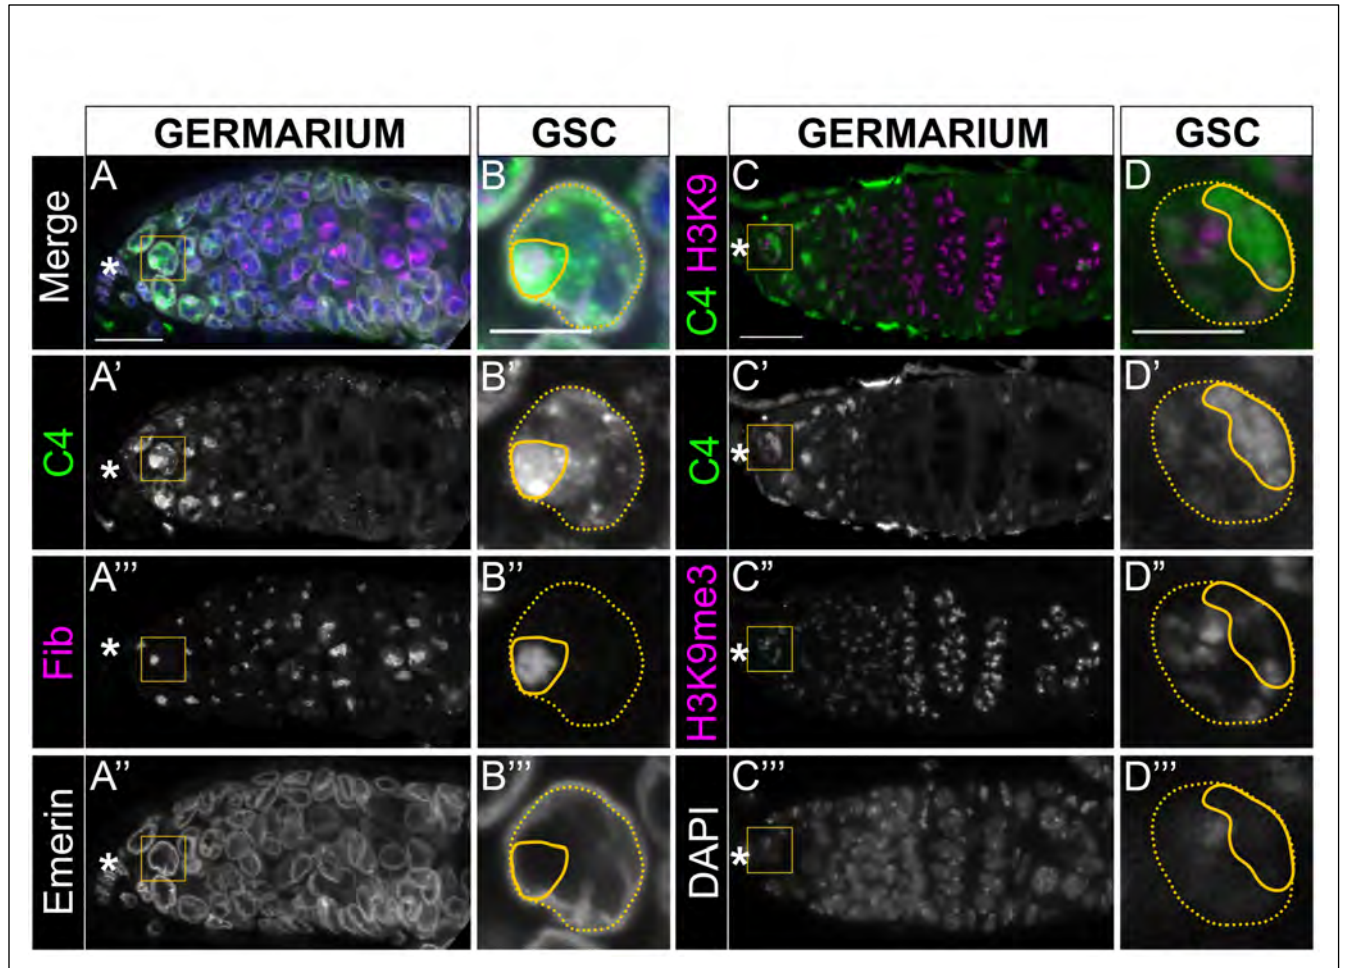 GERMARIUM GSC GERMARIUM GSC
Merge A B C4 H3K9 C D
*
*
C4 A’ B’ C4 C’ D’
*
*
Fib A’’’ B’’ H3K9me3 C’’ D’’
*
*
Emerin A’’ B’’’ DAPI C’’’ D’’’
*
*